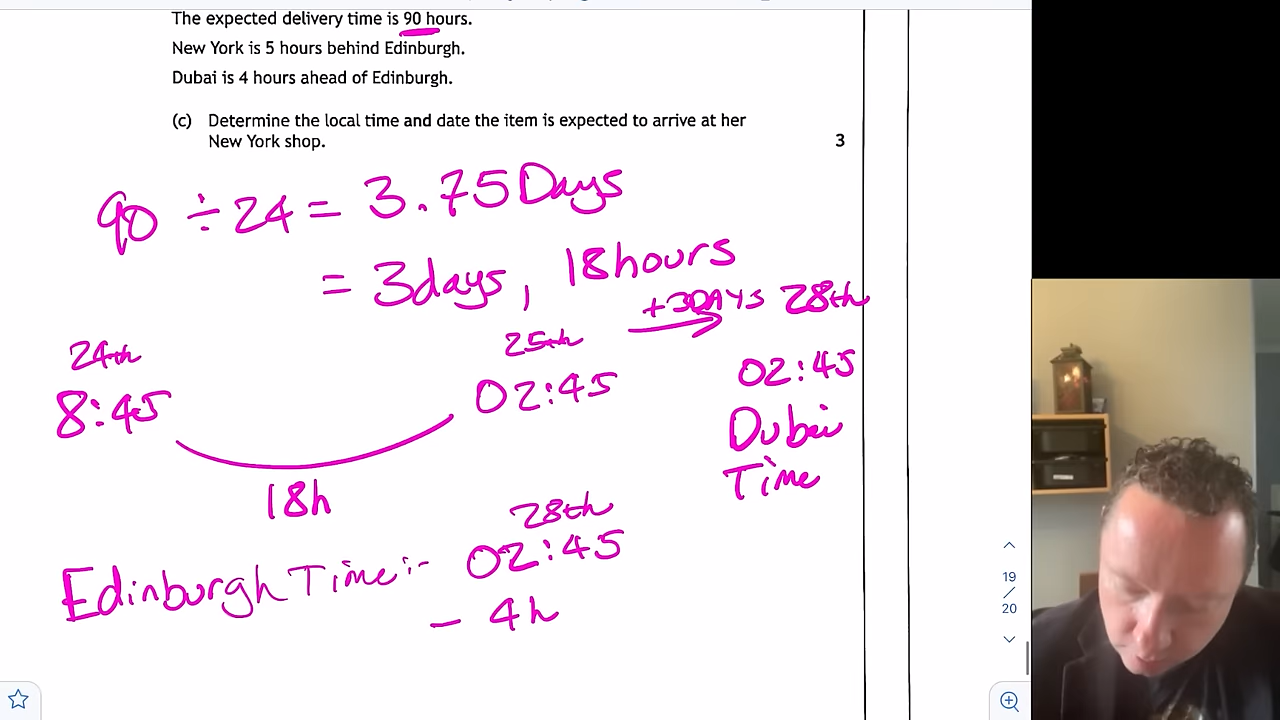 The expected delivery time is 90 hours.
New York is 5 hours behind Edinburgh.
Dubai is 4 hours ahead of Edinburgh.
(c) Determine the local time and date the item is expected to arrive at her
New York shop.
3
90 ÷ 24 = 3.75 Days
= 3days, 18hours
+3DAYS 28th
24th
25th
8:45
02:45
02:45
Dubai
Time
18h
28th
Edinburgh Time:- 02:45
- 4h
19
/
20